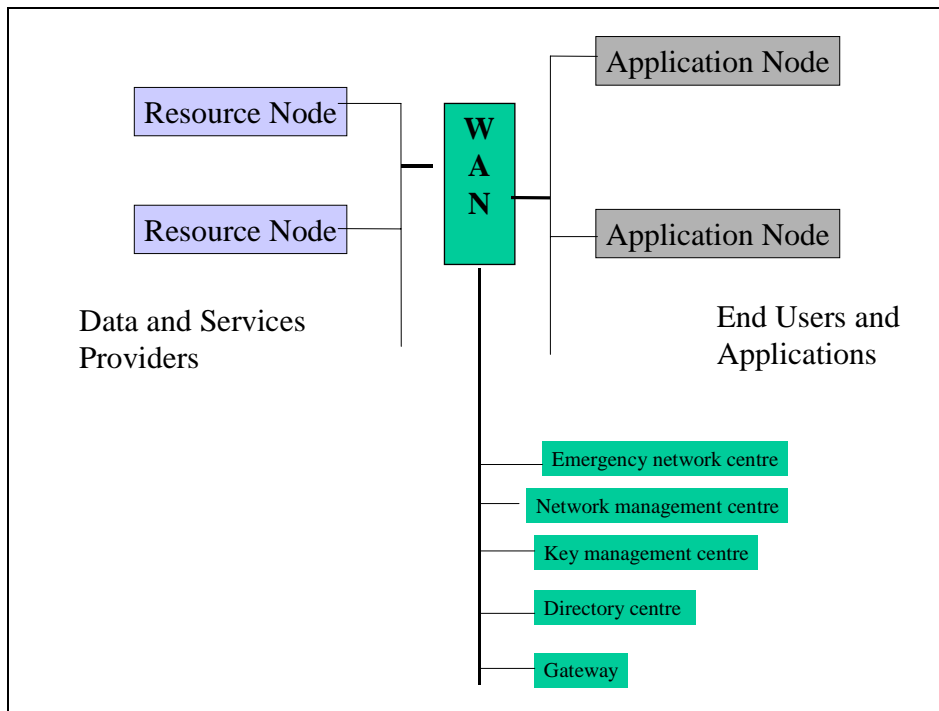 Application Node
Resource Node
W
A
N
Resource Node
Application Node
Data and Services
Providers
End Users and
Applications
Emergency network centre
Network management centre
Key management centre
Directory centre
Gateway